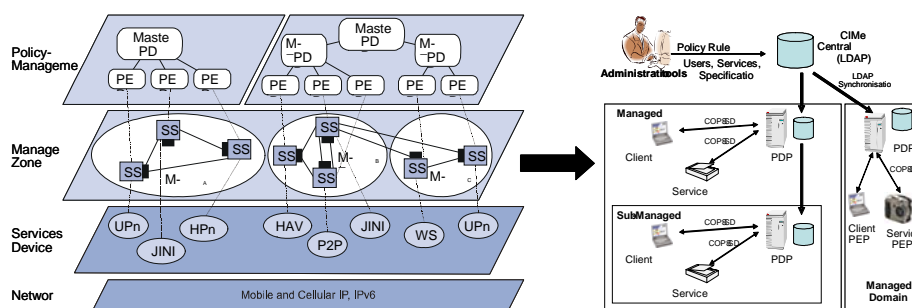 Policy-
Manageme
Maste
PD
PE
PE
PE
M-
PD
Maste
PD
M-
PD
PE
PE
PE
PE
PE
Manage
Zone
SS
SS
SS
M-
A
SS
SS
SS
M-
B
SS
SS
M-
C
Services
Device
UPn
JINI
HPn
HAV
P2P
JINI
WS
UPn
Networ
Mobile and Cellular IP, IPv6
Administrationtools
Policy Rule
Users, Services,
Specificatio
CIMe
Central
(LDAP)
LDAP
Synchronisatio
Managed
COPS-SD
Client
COPS-SD
Service
PDP
SubManaged
COPS-SD
Client
COPS-SD
Service
PDP
PDP
COPS-SD
Client
PEP
Service
PEP
Managed
Domain